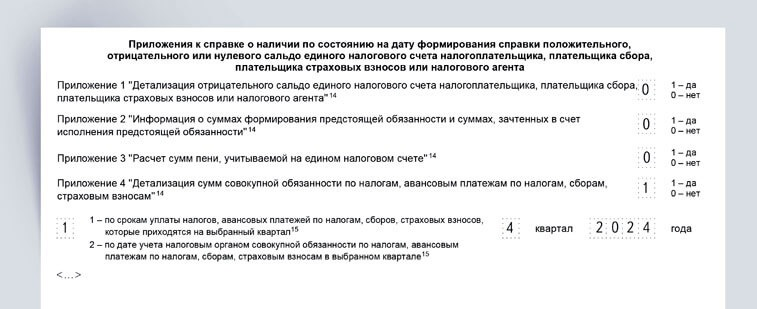 Приложения к справке о наличии по состоянию на дату формирования справки положительного,
отрицательного или нулевого сальдо единого налогового счета налогоплательщика, плательщика сбора,
плательщика страховых взносов или налогового агента
Приложение 1 "Детализация отрицательного сальдо единого налогового счета налогоплательщика, плательщика сбора, 0 1 – да
плательщика страховых взносов или налогового агента"14 0 – нет
Приложение 2 "Информация о суммах формирования предстоящей обязанности и суммах, зачтенных в счет 0 1 – да
исполнения предстоящей обязанности"14 0 – нет
Приложение 3 "Расчет сумм пени, учитываемой на едином налоговом счете"14 0 1 – да
0 – нет
Приложение 4 "Детализация сумм совокупной обязанности по налогам, авансовым платежам по налогам, сборам, 1 1 – да
страховым взносам"14 0 – нет
1 1 – по срокам уплаты налогов, авансовых платежей по налогам, сборов, страховых взносов, 4 квартал 2024 года
которые приходятся на выбранный квартал15
2 – по дате учета налоговым органом совокупной обязанности по налогам, авансовым
платежам по налогам, сборам, страховым взносам в выбранном квартале15
<...>